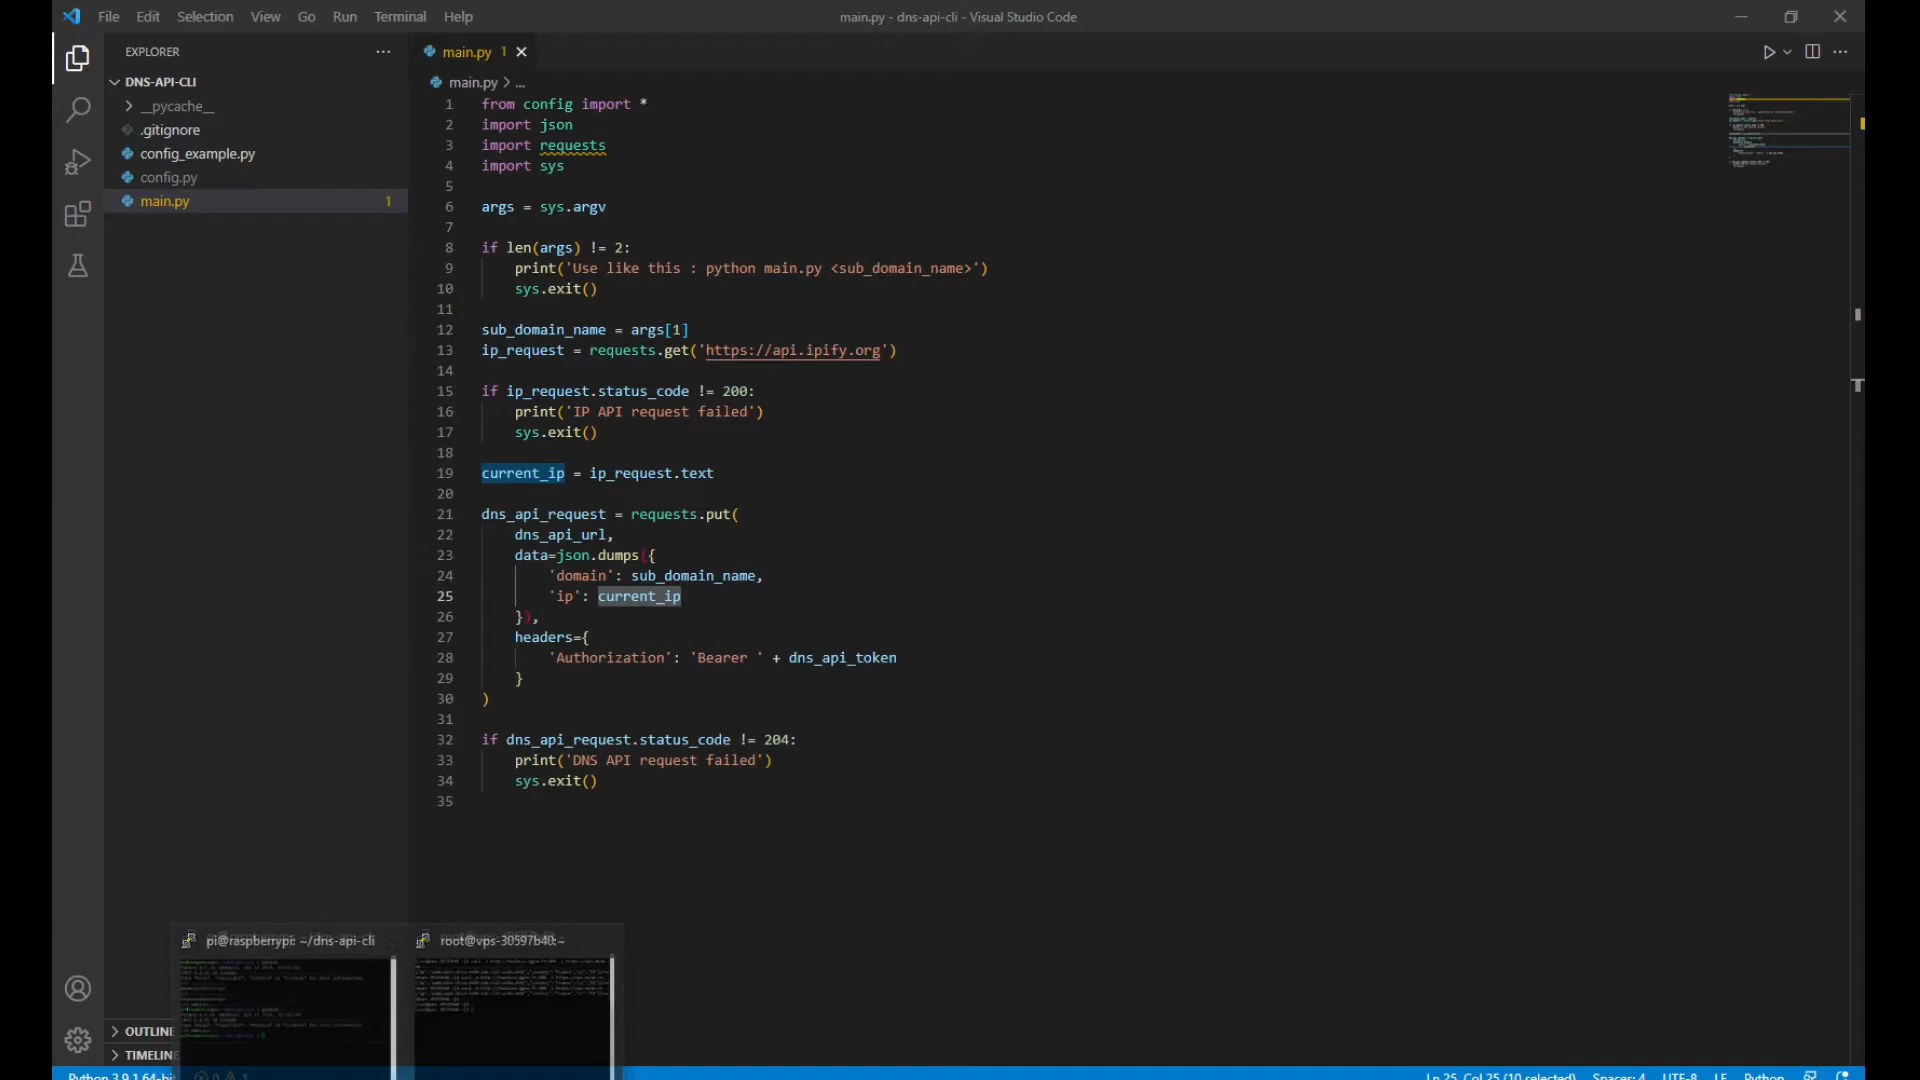 File Edit Selection View Go Run Terminal Help
main.py - dns-api-cli - Visual Studio Code
EXPLORER
DNS-API-CLI
__pycache__
.gitignore
config_example.py
config.py
main.py 1
OUTLINE
TIMELINE
main.py 1
main.py > ...
1 from config import *
2 import json
3 import requests
4 import sys
5
6 args = sys.argv
7
8 if len(args) != 2:
9 print('Use like this : python main.py <sub_domain_name>')
10 sys.exit()
11
12 sub_domain_name = args[1]
13 ip_request = requests.get('https://api.ipify.org')
14
15 if ip_request.status_code != 200:
16 print('IP API request failed')
17 sys.exit()
18
19 current_ip = ip_request.text
20
21 dns_api_request = requests.put(
22 dns_api_url,
23 data=json.dumps({
24 'domain': sub_domain_name,
25 'ip': current_ip
26 }),
27 headers={
28 'Authorization': 'Bearer ' + dns_api_token
29 }
30 )
31
32 if dns_api_request.status_code != 204:
33 print('DNS API request failed')
34 sys.exit()
35
pi@raspberrypi: ~/dns-api-cli
root@vps-30597b40:~
Python 3.9.1 64-bit
Ln 25, Col 25 (10 selected) Spaces: 4 UTF-8 LF Python